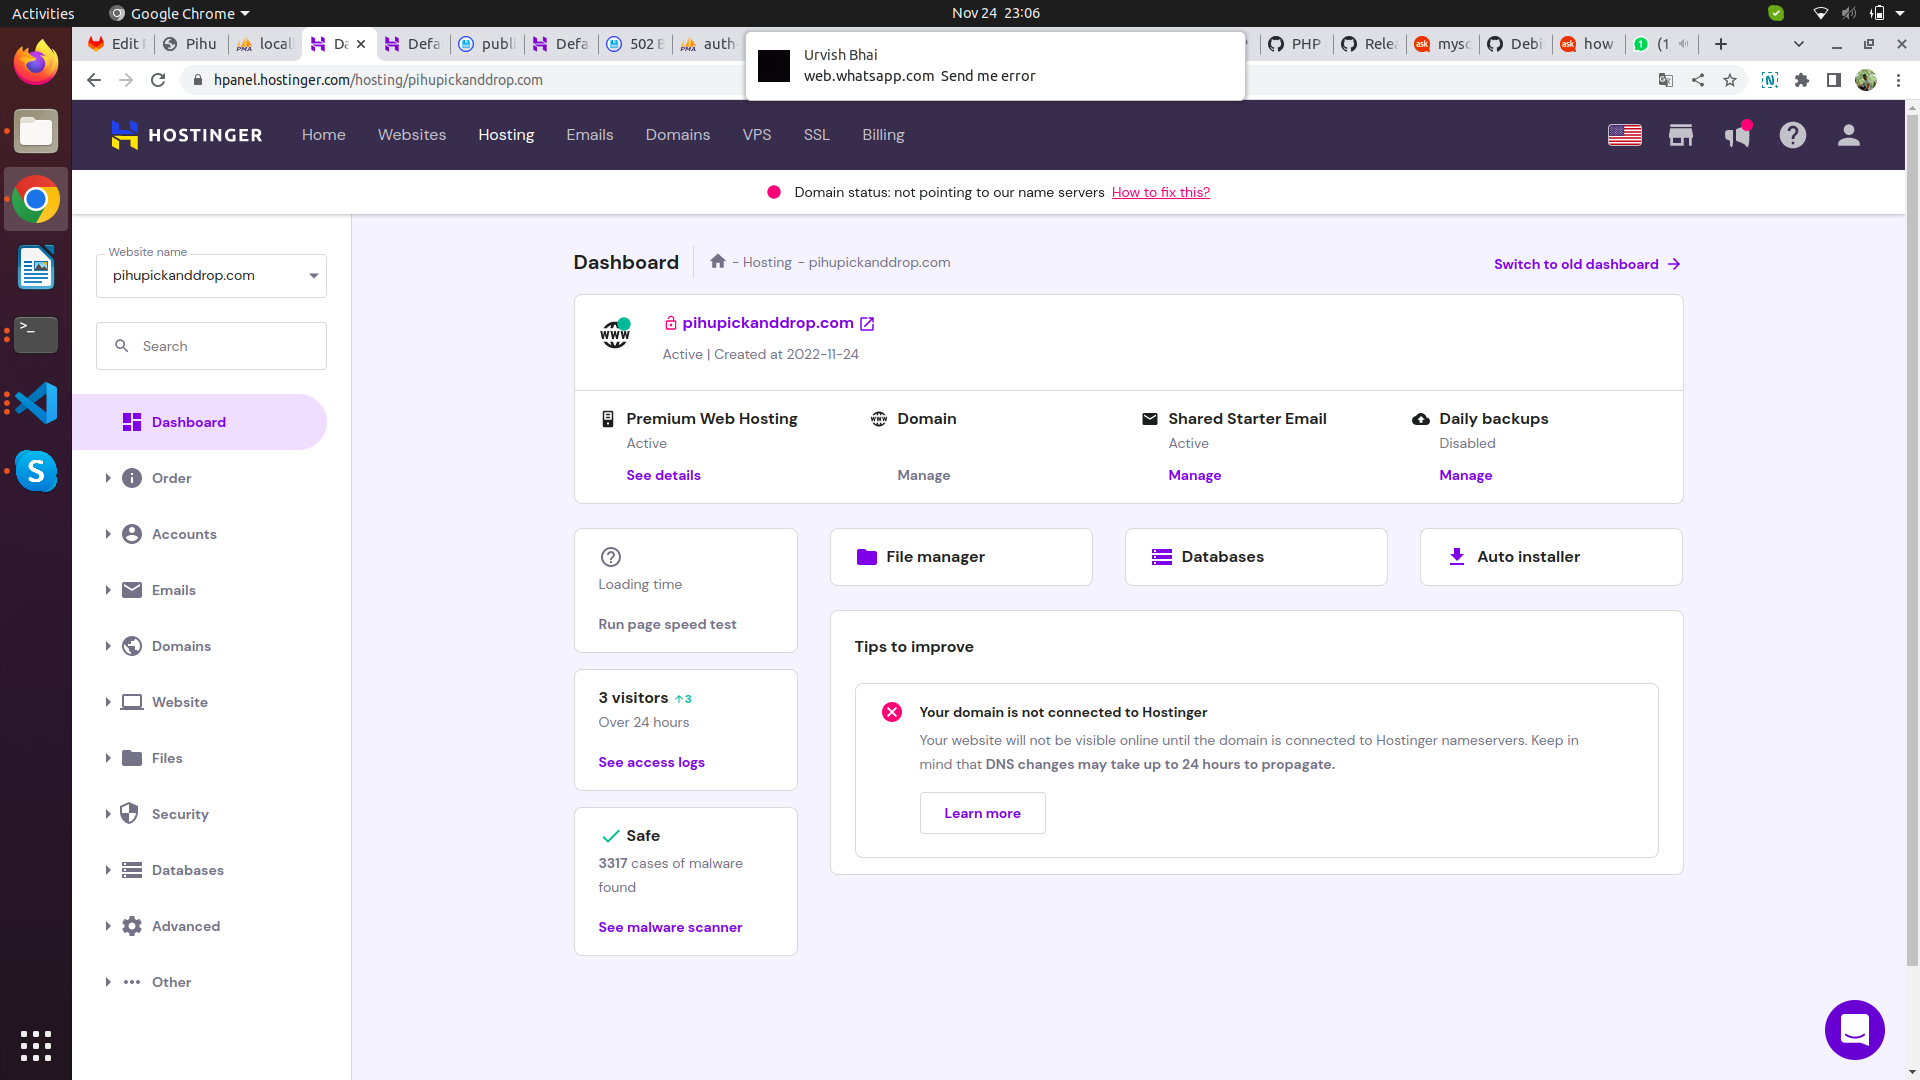 Activities
Google Chrome
Nov 24 23:06
Edit
Pihu
local
Da
Defa
publi
Defa
502 B
auth-
PHP
Rele
mysq
Debi
how
(1
hpanel.hostinger.com/hosting/pihupickanddrop.com
Urvish Bhai
web.whatsapp.com Send me error
HOSTINGER
Home
Websites
Hosting
Emails
Domains
VPS
SSL
Billing
Domain status: not pointing to our name servers How to fix this?
Website name
pihupickanddrop.com
Search
Dashboard
Order
Accounts
Emails
Domains
Website
Files
Security
Databases
Advanced
Other
Dashboard
- Hosting - pihupickanddrop.com
Switch to old dashboard
www
pihupickanddrop.com
Active | Created at 2022-11-24
Premium Web Hosting
Active
See details
Domain
Manage
Shared Starter Email
Active
Manage
Daily backups
Disabled
Manage
Loading time
Run page speed test
3 visitors 3
Over 24 hours
See access logs
Safe
3317 cases of malware
found
See malware scanner
File manager
Databases
Auto installer
Tips to improve
Your domain is not connected to Hostinger
Your website will not be visible online until the domain is connected to Hostinger nameservers. Keep in
mind that DNS changes may take up to 24 hours to propagate.
Learn more